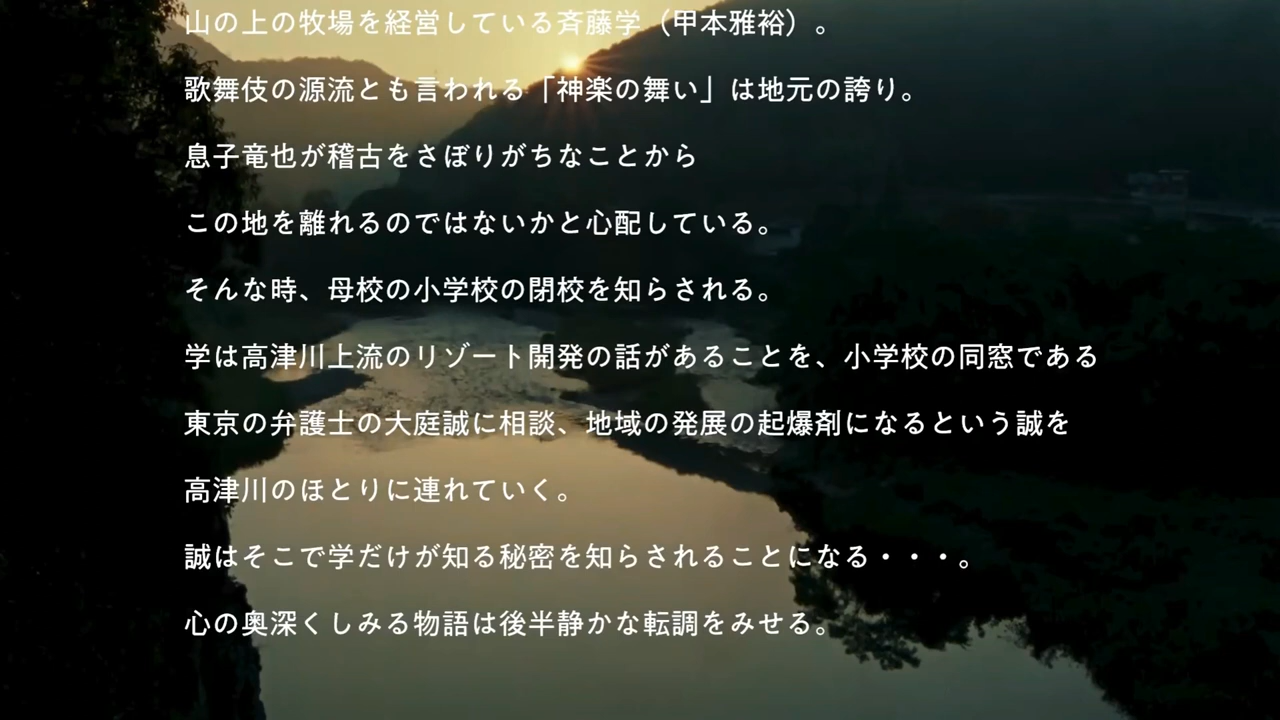 山の上の牧場を経営している斉藤学（甲本雅裕）。
歌舞伎の源流とも言われる「神楽の舞い」は地元の誇り。
息子竜也が稽古をさぼりがちなことから
この地を離れるのではないかと心配している。
そんな時、母校の小学校の閉校を知らされる。
学は高津川上流のリゾート開発の話があることを、小学校の同窓である
東京の弁護士の大庭誠に相談、地域の発展の起爆剤になるという誠を
高津川のほとりに連れていく。
誠はそこで学だけが知る秘密を知らされることになる・・・。
心の奥深くしみる物語は後半静かな転調をみせる。